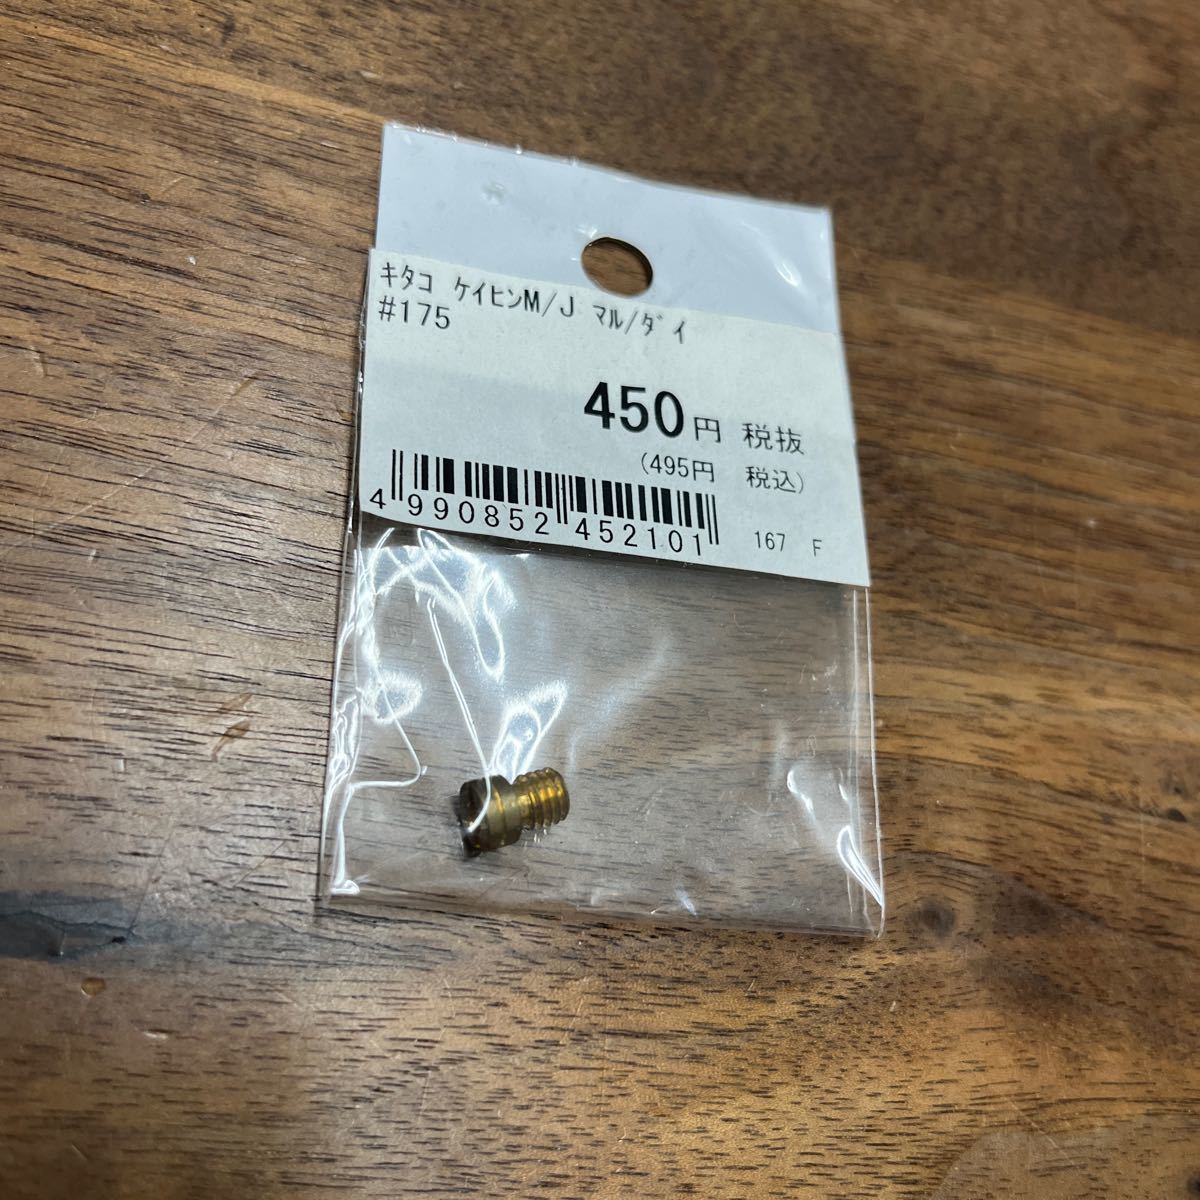 ｷﾀｺ ｹｲﾋﾝM/J ﾏﾙ/ﾀﾞｲ
#175
450円 税抜
(495円 税込)
4 990852 452101
167 F